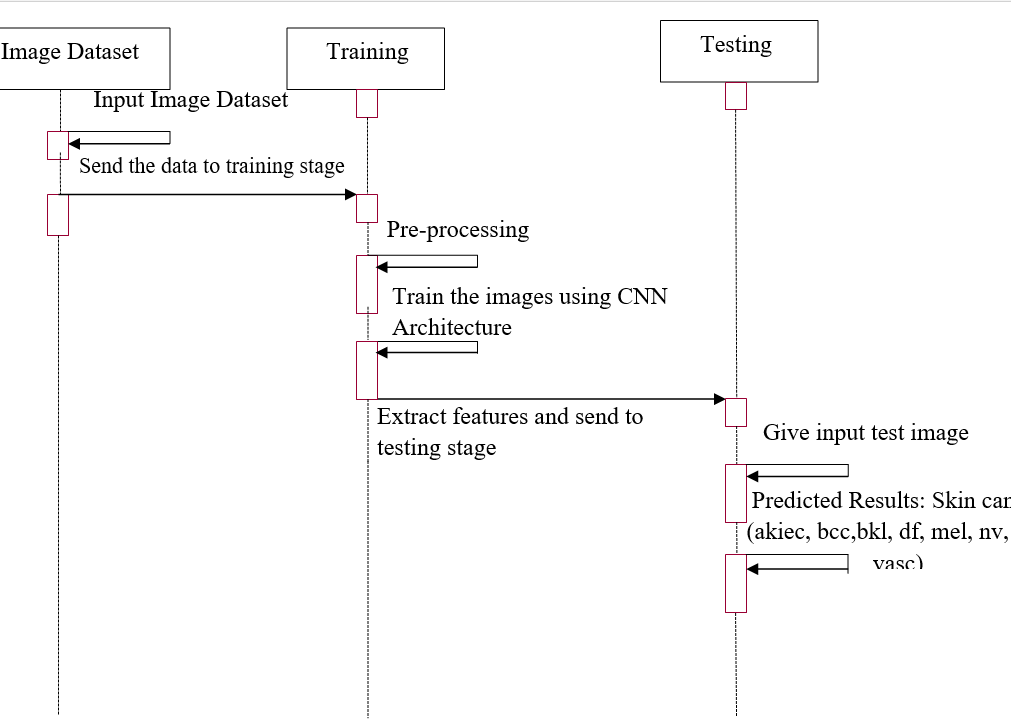 Image Dataset
Training
Testing
Input Image Dataset
Send the data to training stage
Pre-processing
Train the images using CNN
Architecture
Extract features and send to
testing stage
Give input test image
Predicted Results: Skin
(akiec, bcc,bkl, df, mel, nv,
vasc)